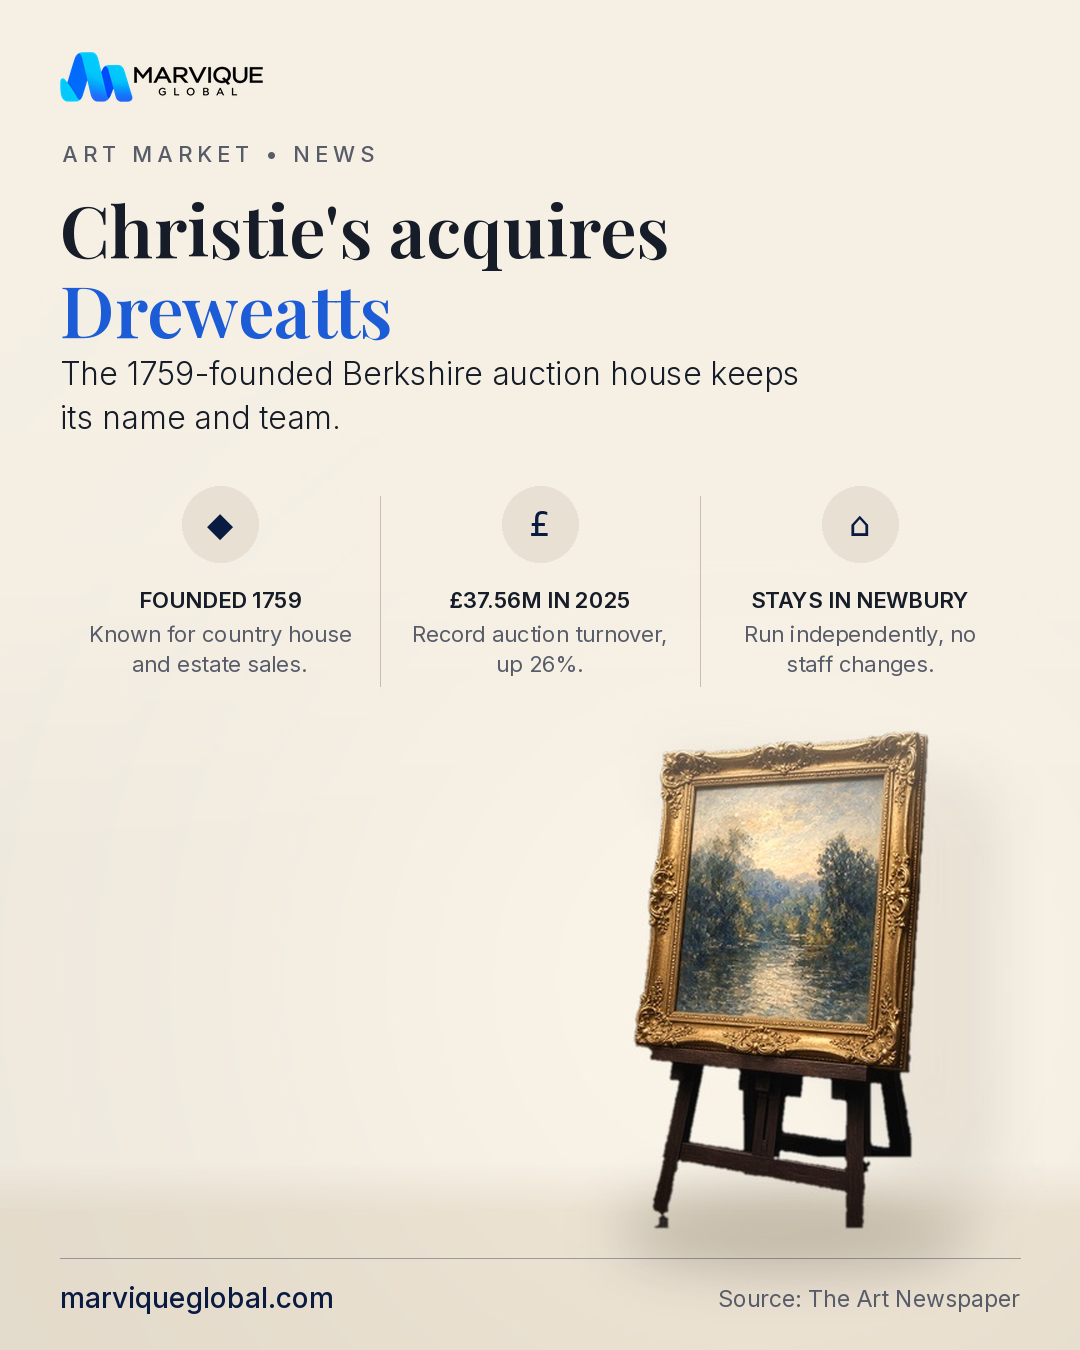 MARVIQUE
GLOBAL
ART MARKET • NEWS
Christie's acquires
Dreweatts
The 1759-founded Berkshire auction house keeps
its name and team.
£
FOUNDED 1759
Known for country house
and estate sales.
£37.56M IN 2025
Record auction turnover,
up 26%.
STAYS IN NEWBURY
Run independently, no
staff changes.
marviqueglobal.com
Source: The Art Newspaper